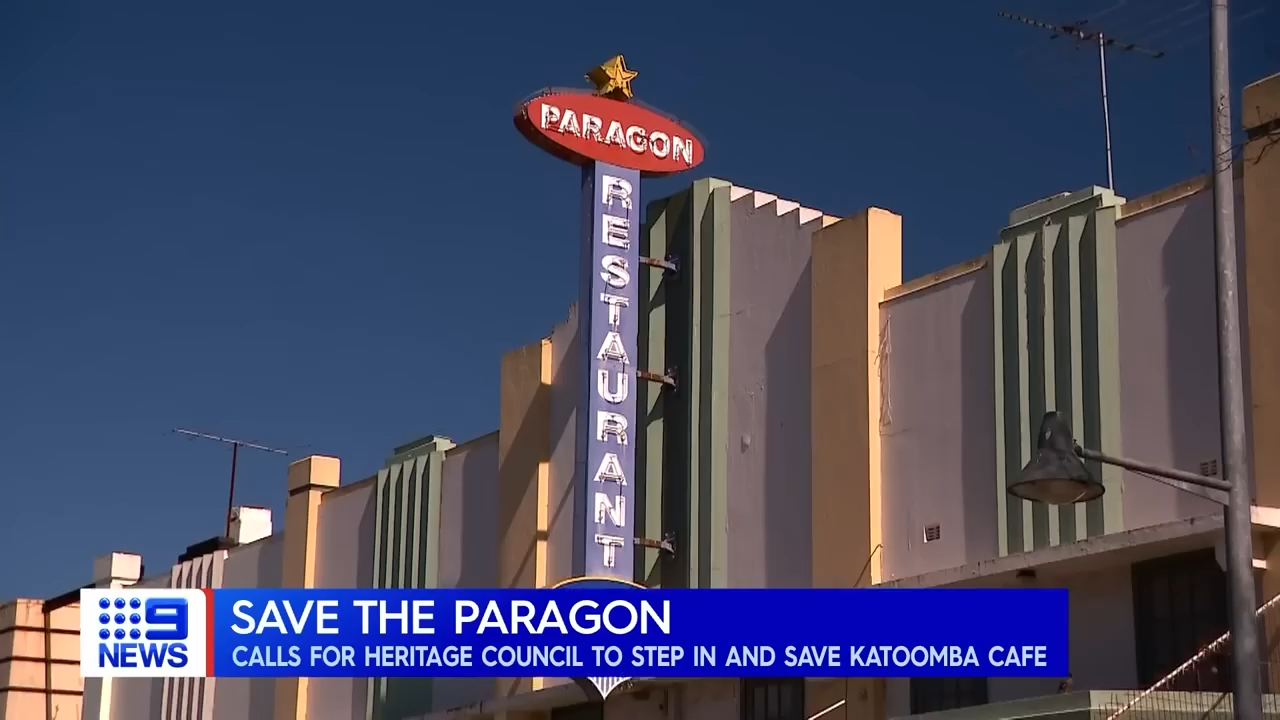 PARAGON
RESTAURANT
9
NEWS
SAVE THE PARAGON
CALLS FOR HERITAGE COUNCIL TO STEP IN AND SAVE KATOOMBA CAFE